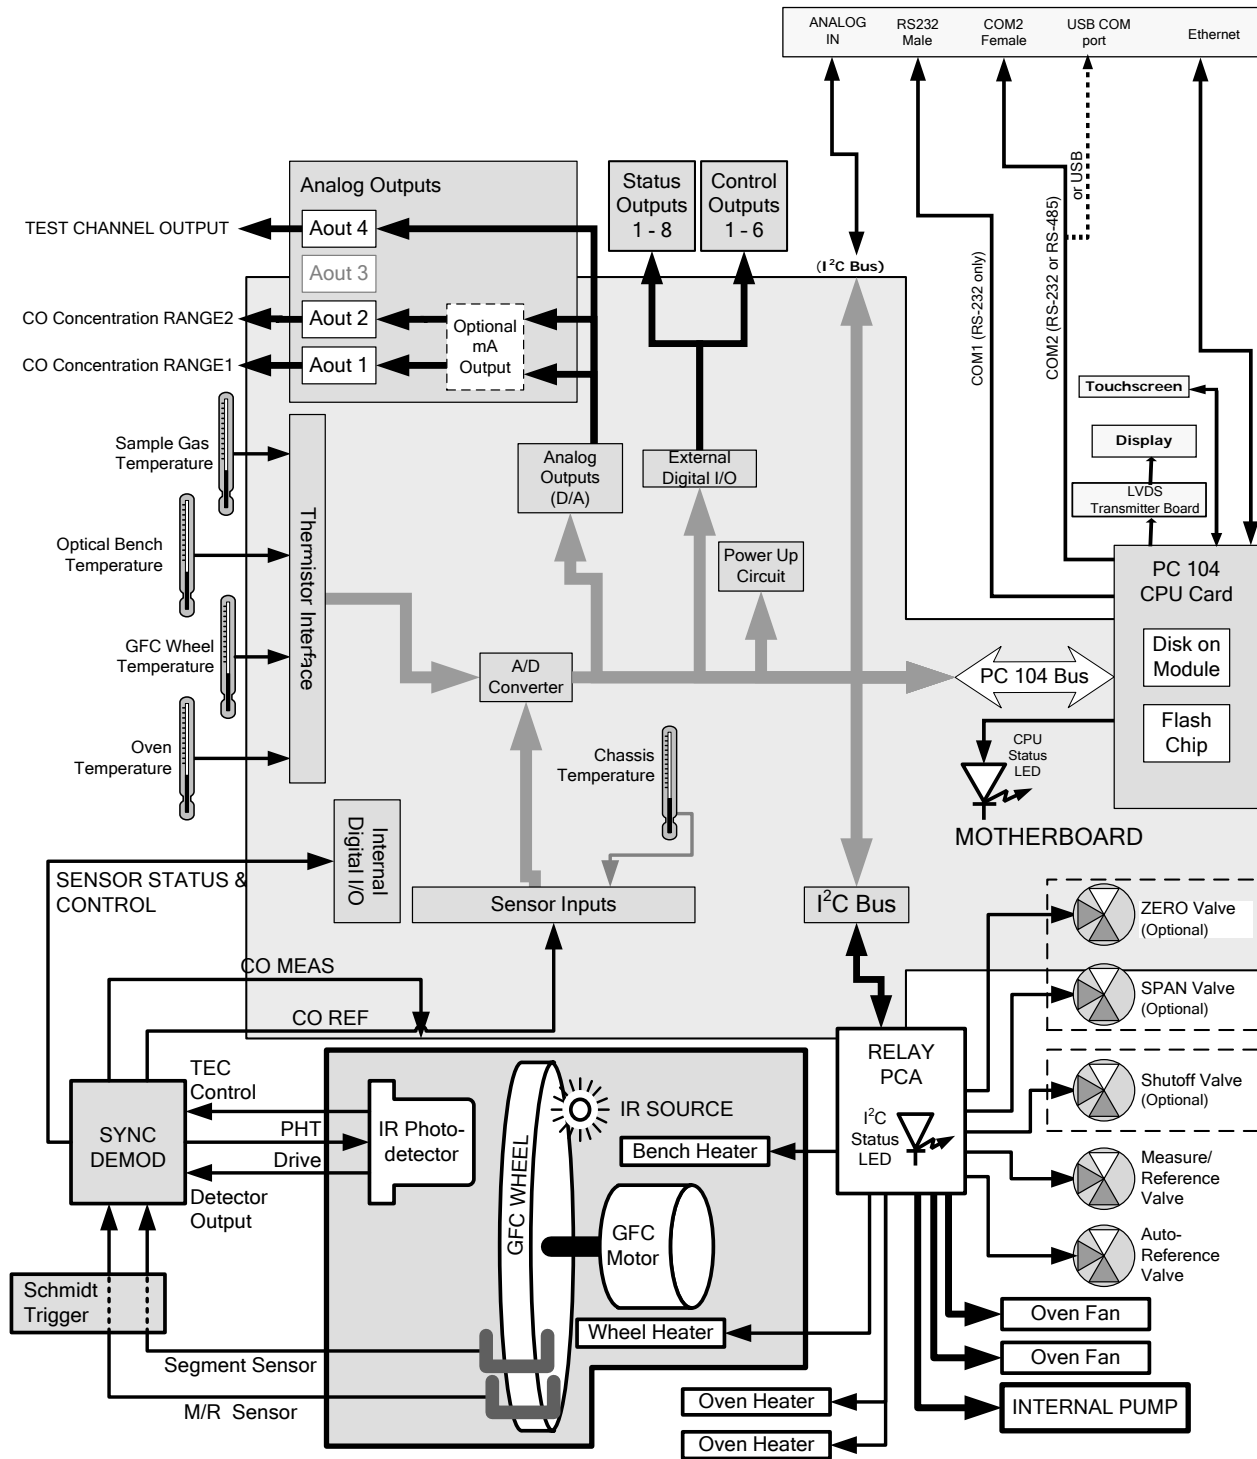 ANALOG
IN
RS232
Male
COM2
Female
USB COM
port
Ethernet
Analog Outputs
Status
Outputs
1 - 8
Control
Outputs
1 - 6
or USB
TEST CHANNEL OUTPUT
Aout 4
Aout 3
(I²C Bus)
COM1 (RS-232 only)
COM2 (RS-232 or RS-485)
CO Concentration RANGE2
Aout 2
Optional
mA
Output
CO Concentration RANGE1
Aout 1
Touchscreen
Display
Sample Gas
Temperature
Analog
Outputs
(D/A)
External
Digital I/O
LVDS
Transmitter Board
Optical Bench
Temperature
Thermistor Interface
Power Up
Circuit
PC 104
CPU Card
GFC Wheel
Temperature
A/D
Converter
PC 104 Bus
Disk on
Module
Flash
Chip
Oven
Temperature
Chassis
Temperature
CPU
Status
LED
MOTHERBOARD
Internal
Digital I/O
SENSOR STATUS &
CONTROL
Sensor Inputs
I²C Bus
ZERO Valve
(Optional)
CO MEAS
SPAN Valve
(Optional)
CO REF
RELAY
PCA
TEC
Control
IR SOURCE
Shutoff Valve
(Optional)
SYNC
DEMOD
PHT
Drive
IR Photo-
detector
I²C
Status
LED
Bench Heater
Measure/
Reference
Valve
Detector
Output
GFC WHEEL
GFC
Motor
Auto-
Reference
Valve
Schmidt
Trigger
Oven Fan
Wheel Heater
Segment Sensor
Oven Fan
M/R Sensor
Oven Heater
INTERNAL PUMP
Oven Heater